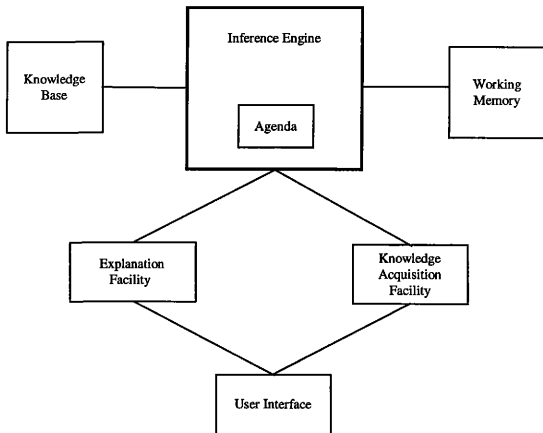 Inference Engine
Knowledge
Base
Agenda
Working
Memory
Explanation
Facility
Knowledge
Acquisition
Facility
User Interface